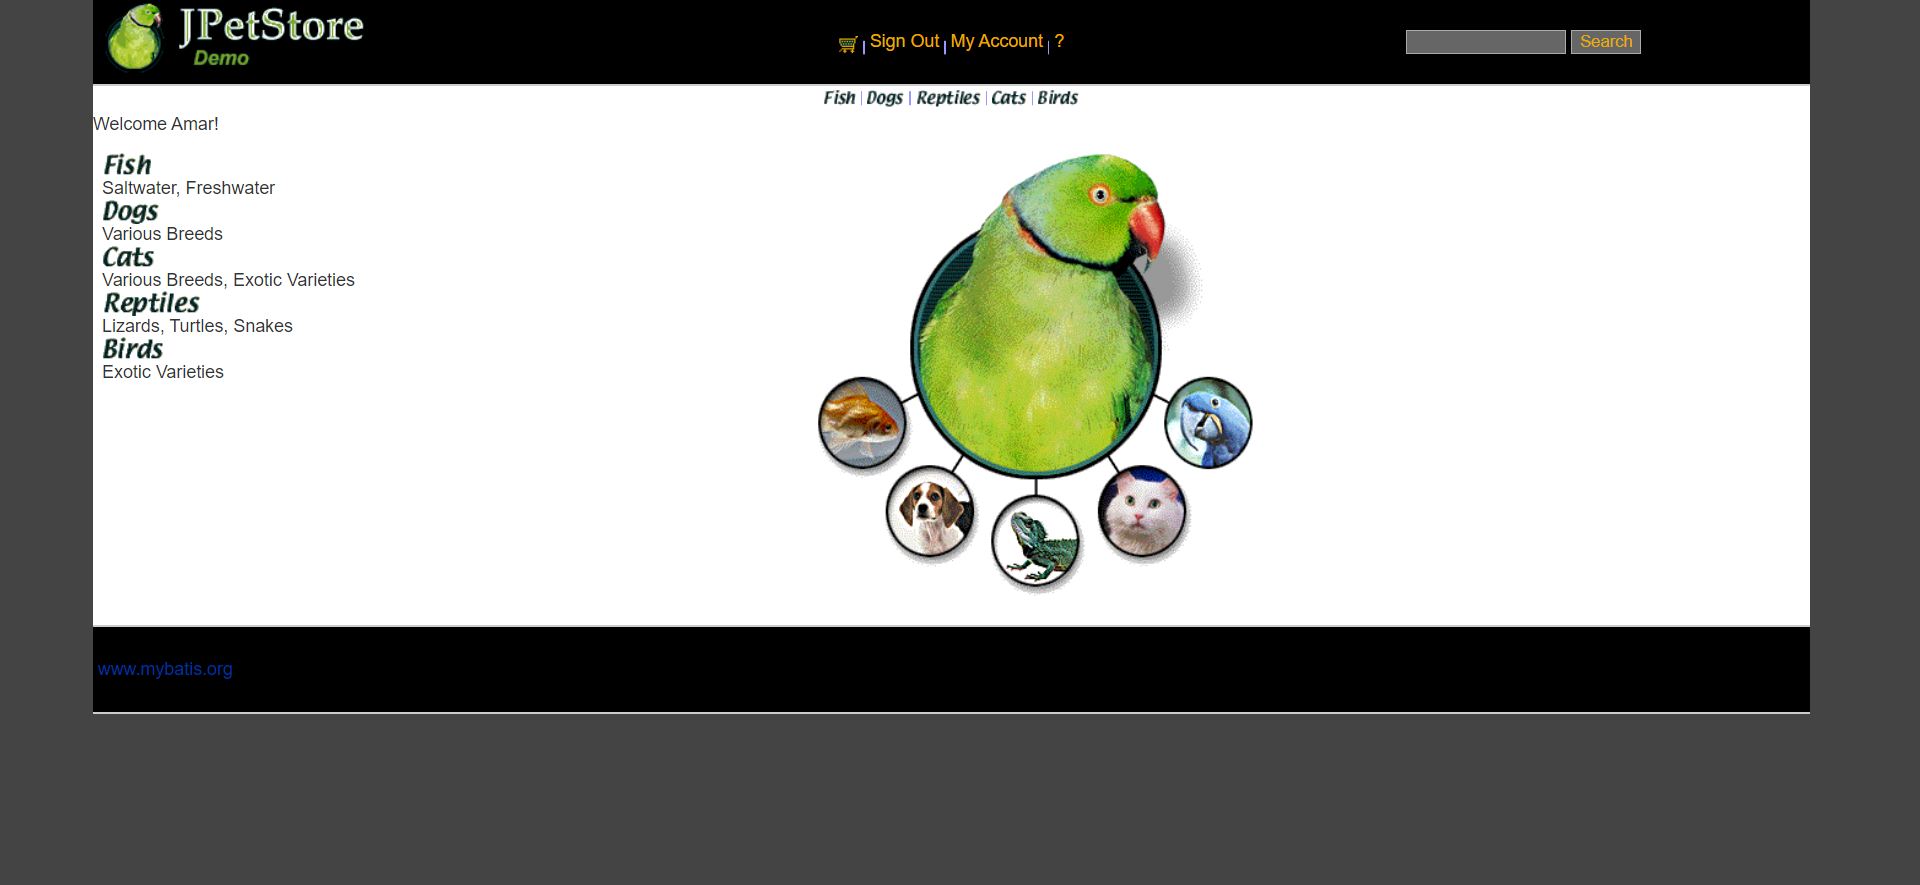 JPetStore
Demo
Sign Out | My Account | ?
Search
Fish | Dogs | Reptiles | Cats | Birds
Welcome Amar!
Fish
Saltwater, Freshwater
Dogs
Various Breeds
Cats
Various Breeds, Exotic Varieties
Reptiles
Lizards, Turtles, Snakes
Birds
Exotic Varieties
www.mybatis.org